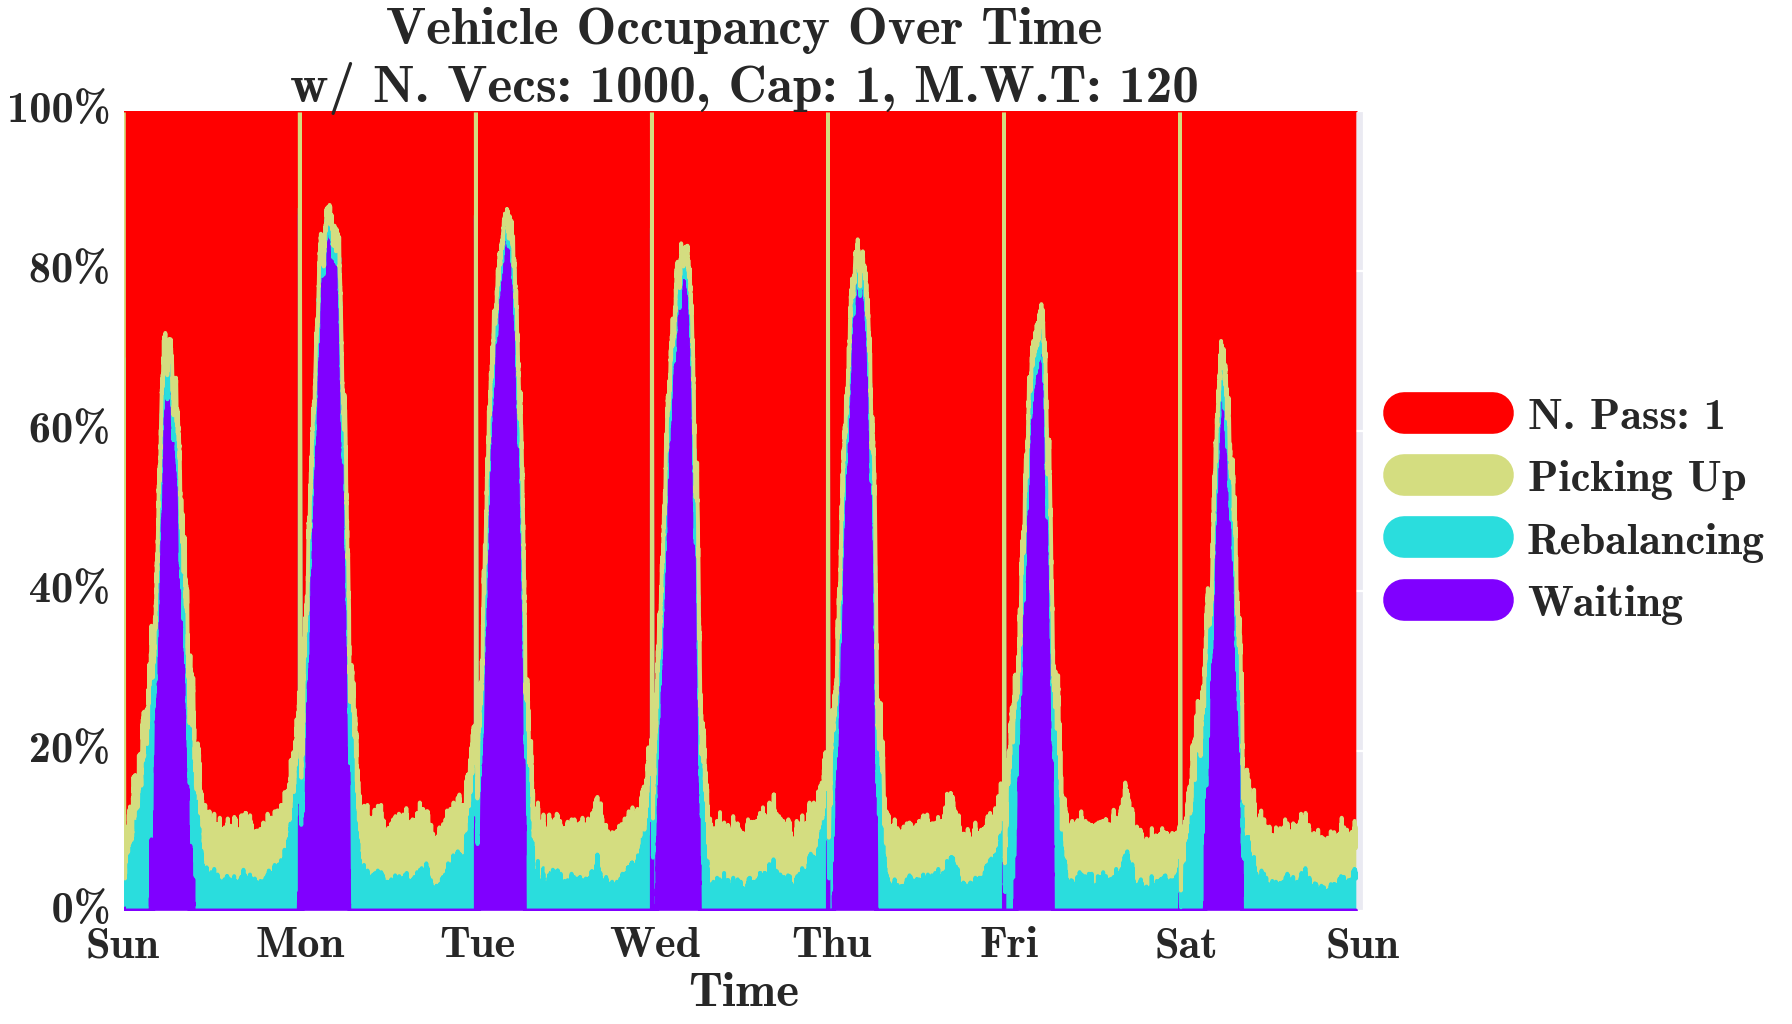 Vehicle Occupancy Over Time
w/ N. Vecs: 1000, Cap: 1, M.W.T: 120
100%
80%
60%
40%
20%
0%
Sun Mon Tue Wed Thu Fri Sat Sun
Time
N. Pass: 1
Picking Up
Rebalancing
Waiting